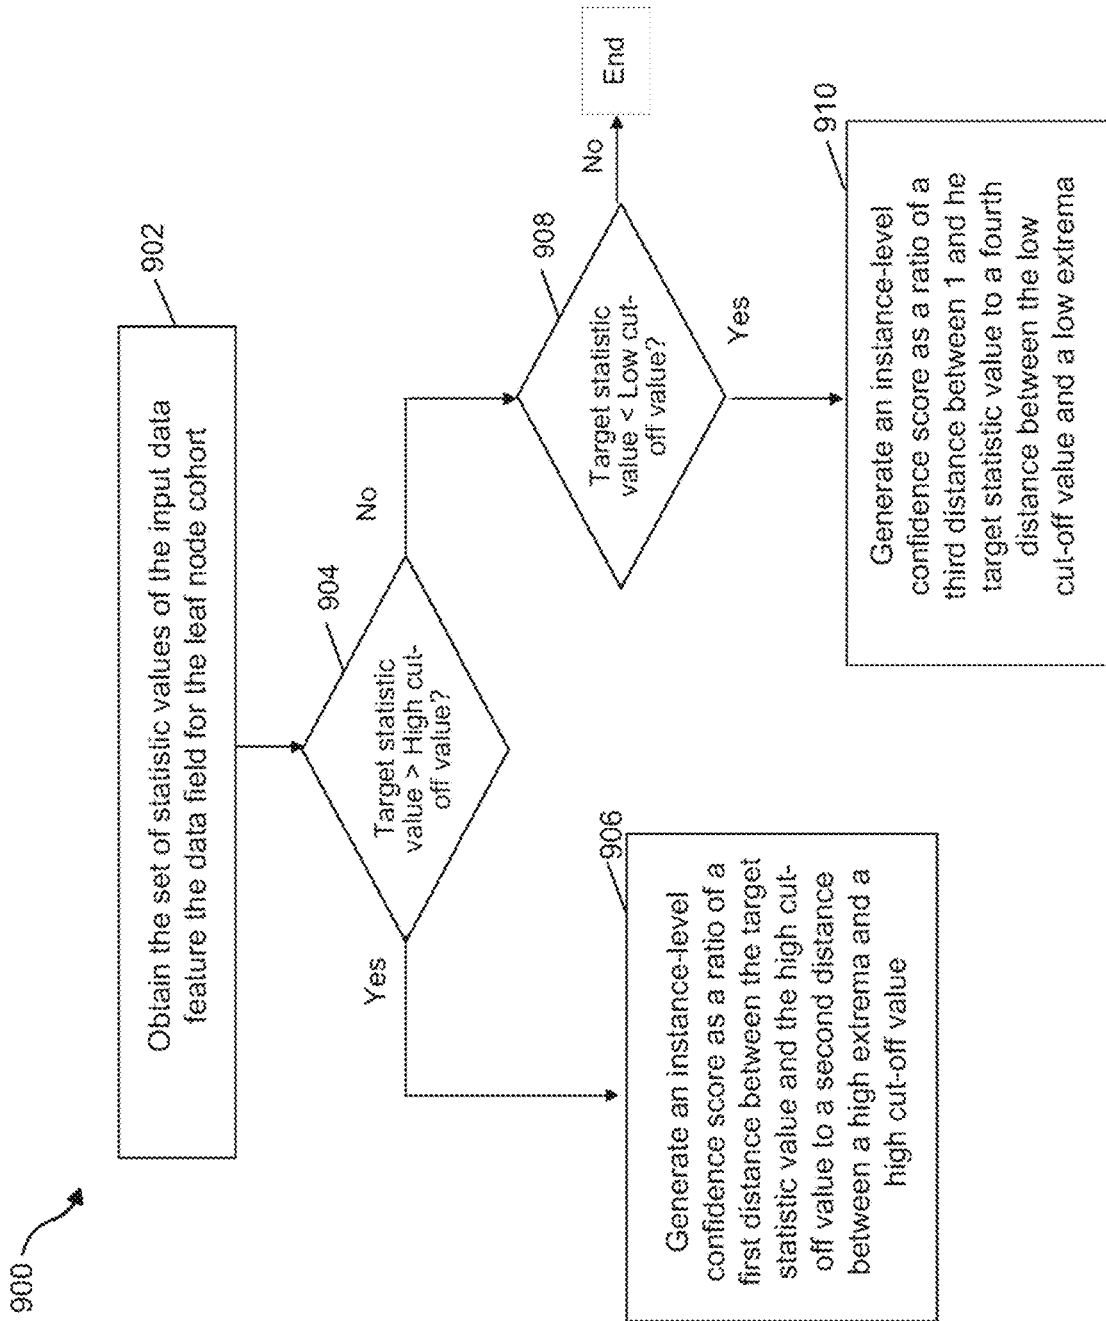 900
902
Obtain the set of statistic values of the input data
feature the data field for the leaf node cohort
904
Target statistic
value > High cut-
off value?
Yes
No
906
Generate an instance-level
confidence score as a ratio of a
first distance between the target
statistic value and the high cut-
off value to a second distance
between a high extrema and a
high cut-off value
908
Target statistic
value < Low cut-
off value?
No
End
Yes
910
Generate an instance-level
confidence score as a ratio of a
third distance between 1 and he
target statistic value to a fourth
distance between the low
cut-off value and a low extrema